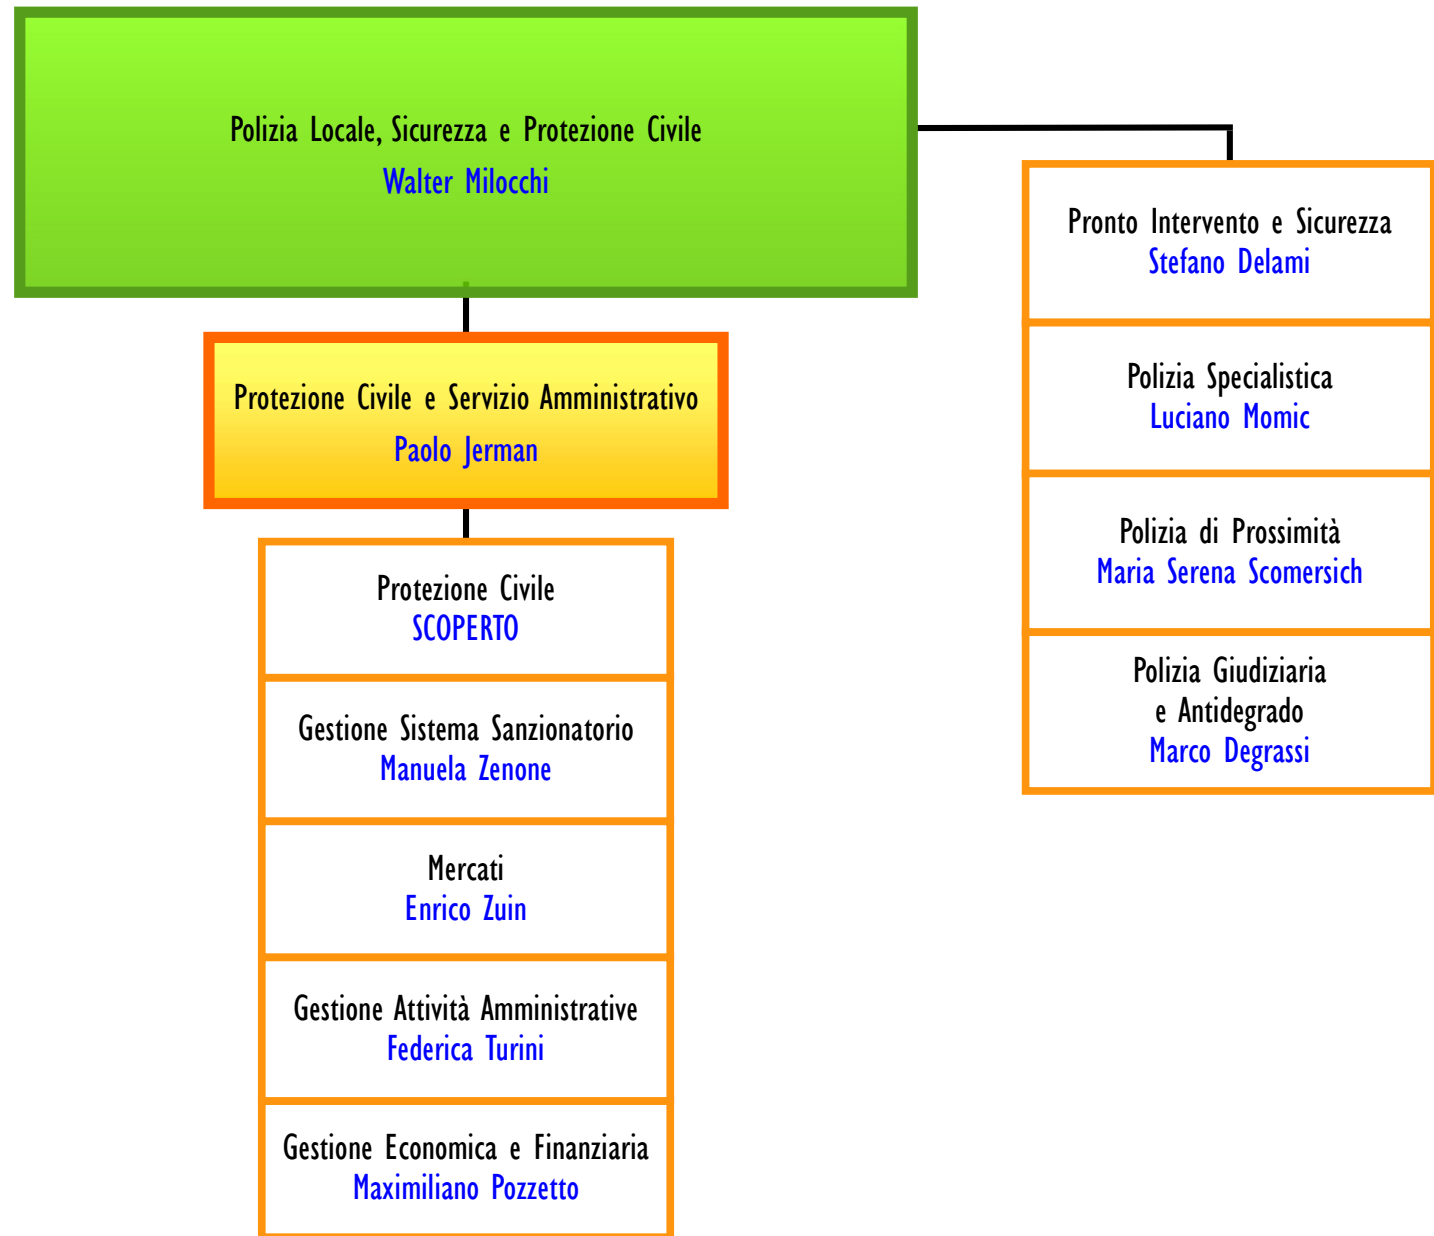 Polizia Locale, Sicurezza e Protezione Civile
Walter Milocchi
Protezione Civile e Servizio Amministrativo
Paolo Jerman
Protezione Civile
SCOPERTO
Gestione Sistema Sanzionatorio
Manuela Zenone
Mercati
Enrico Zuin
Gestione Attività Amministrative
Federica Turini
Gestione Economica e Finanziaria
Maximiliano Pozzetto
Pronto Intervento e Sicurezza
Stefano Delami
Polizia Specialistica
Luciano Momic
Polizia di Prossimità
Maria Serena Scomersich
Polizia Giudiziaria
e Antidegrado
Marco Degrassi